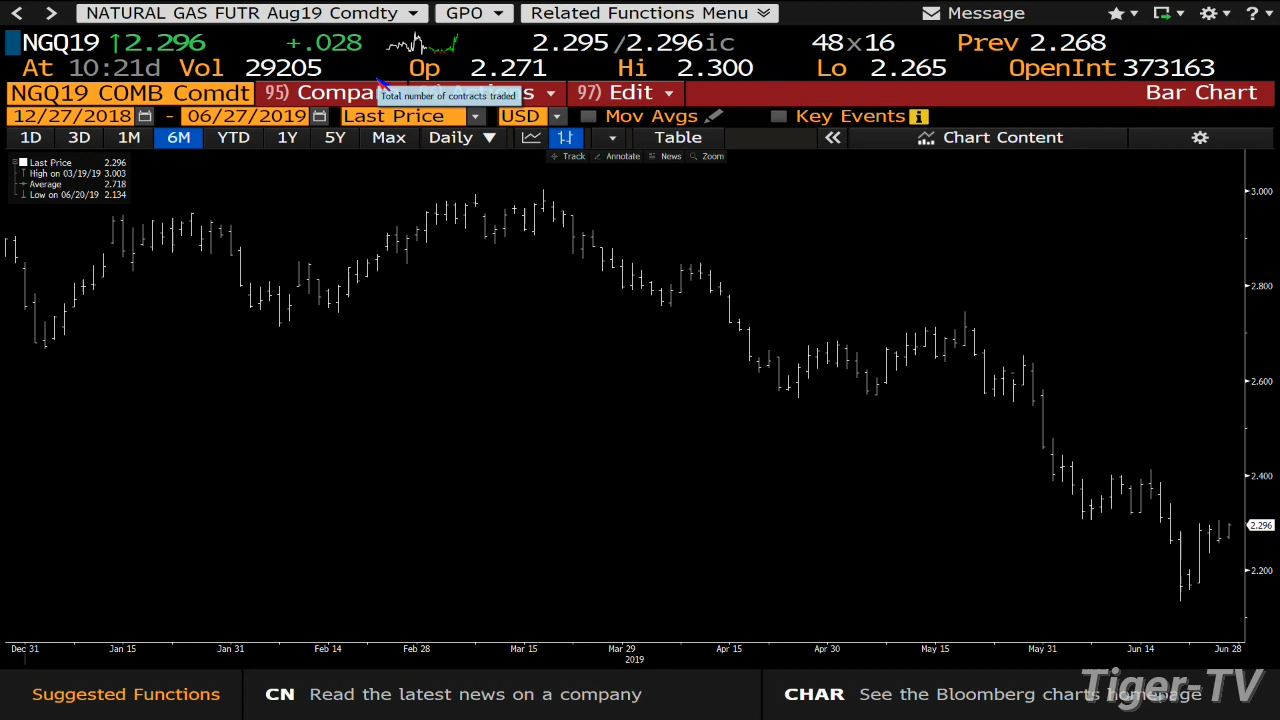 NATURAL GAS FUTR Aug19 Comdty GPO Related Functions Menu Message ?
NGQ19 ↑2.296 +.028 2.295/2.296ic 48x16 Prev 2.268
At 10:21d Vol 29205 Op 2.271 Hi 2.300 Lo 2.265 OpenInt 373163
NGQ19 COMB Comdt 95) Compa 97) Edit Bar Chart
Total number of contracts traded
12/27/2018 - 06/27/2019 Last Price USD Mov Avgs Key Events
1D 3D 1M 6M YTD 1Y 5Y Max Daily ▼ Table Chart Content
Track Annotate News Zoom
Last Price 2.296
High on 03/19/19 3.003
Average 2.718
Low on 06/20/19 2.134
3.000
2.800
2.600
2.400
2.296
2.200
Dec 31 Jan 15 Jan 31 Feb 14 Feb 28 Mar 15 Mar 29 Apr 15 Apr 30 May 15 May 31 Jun 14 Jun 28
2019
Suggested Functions CN Read the latest news on a company CHAR See the Bloomberg charts homepage
Tiger-TV